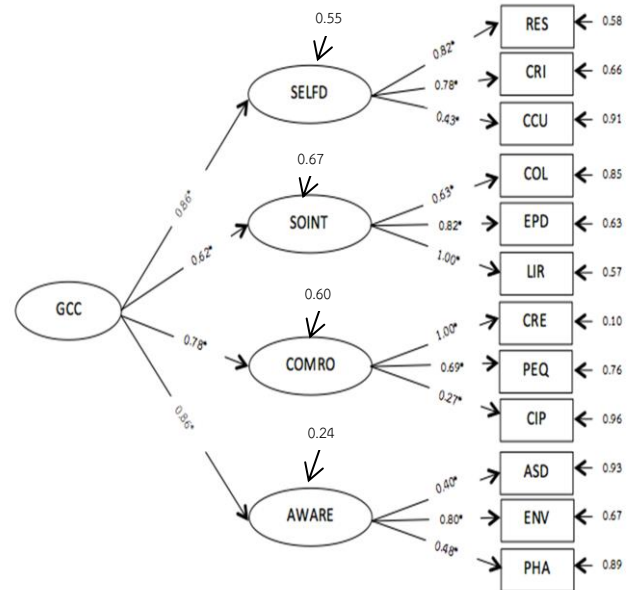 0.55
RES
0.58
0.82*
SELFD
0.78*
CRI
0.66
0.43*
CCU
0.91
0.86*
0.67
COL
0.85
0.63*
SOINT
0.82*
EPD
0.63
0.62*
1.00*
LIR
0.57
GCC
0.60
CRE
0.10
1.00*
0.78*
COMRO
0.69*
PEQ
0.76
0.27*
CIP
0.96
0.86*
0.24
ASD
0.93
0.40*
AWARE
0.80*
ENV
0.67
0.48*
PHA
0.89